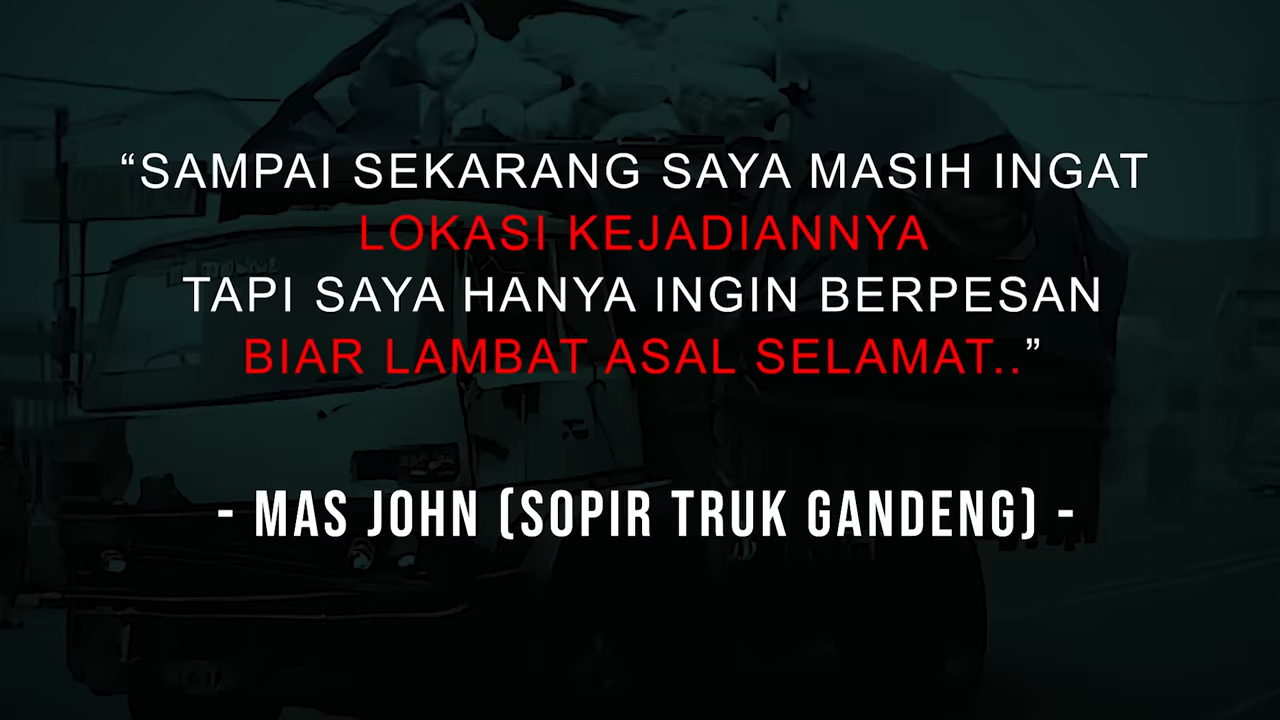 “SAMPAI SEKARANG SAYA MASIH INGAT
LOKASI KEJADIANNYA
TAPI SAYA HANYA INGIN BERPESAN
BIAR LAMBAT ASAL SELAMAT..”
- MAS JOHN (SOPIR TRUK GANDENG) -